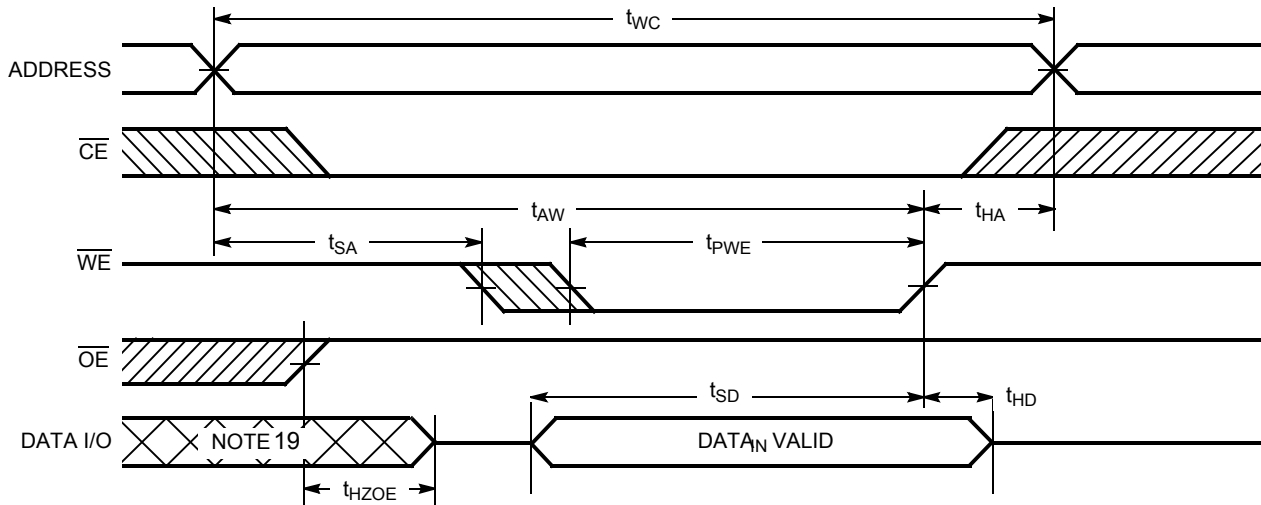 tWC
ADDRESS
CE
tAW
tHA
tSA
tPWE
WE
OE
tSD
tHD
DATA I/O
NOTE 19
DATAIN VALID
tHZOE